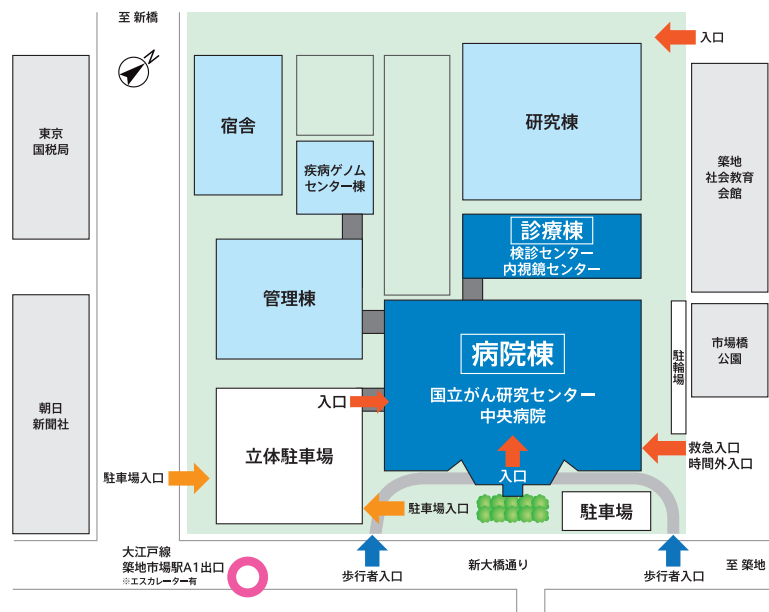 至 新橋
N
入口
東京
国税局
宿舎
疾病ゲノム
センター棟
研究棟
築地
社会教育
会館
診療棟
検診センター
内視鏡センター
管理棟
病院棟
国立がん研究センター
中央病院
入口
入口
駐輪場
市場橋
公園
朝日
新聞社
立体駐車場
救急入口
時間外入口
駐車場入口
駐車場入口
駐車場
大江戸線
築地市場駅A1出口
※エスカレーター有
歩行者入口
新大橋通り
歩行者入口
至 築地